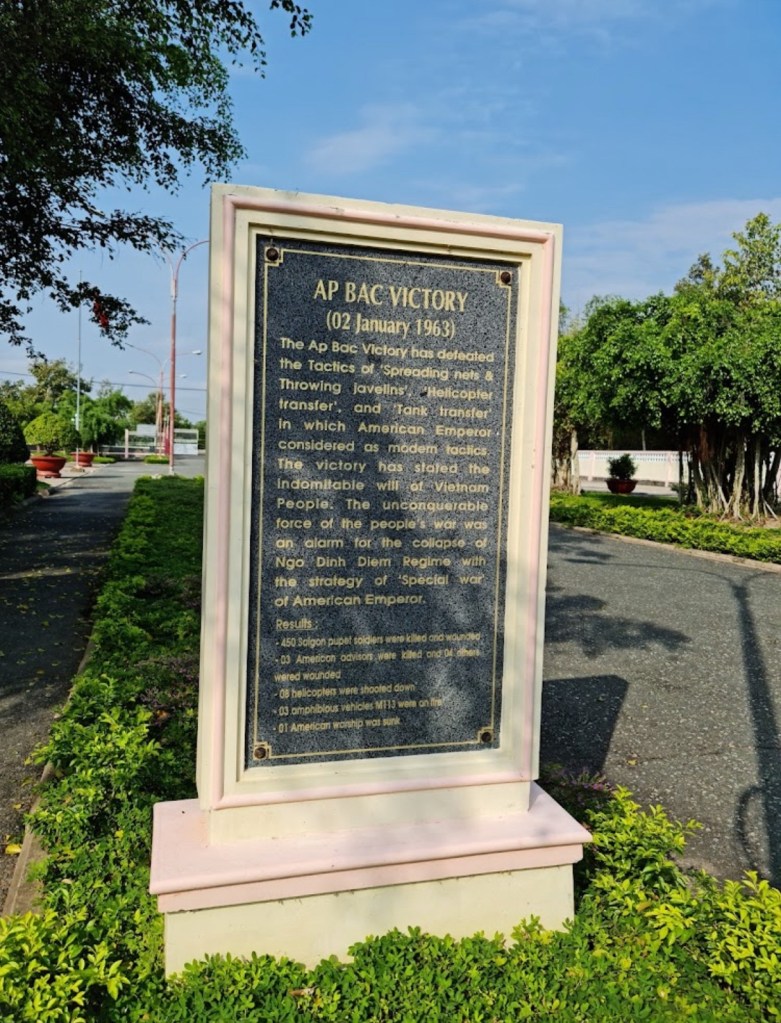 AP BAC VICTORY
(02 January 1963)
The Ap Bac Victory has defeated
the Tactics of 'Spreading nets &
Throwing javelins', 'Helicopter
transfer', and 'Tank transfer'
in which American Emperor
considered as modern tactics.
The victory has stated the
indomitable will of Vietnam
People. The unconquerable
force of the people's war was
an alarm for the collapse of
Ngo Dinh Diem Regime with
the strategy of 'Special war'
of American Emperor.
Results :
- 450 Saigon pupet soldiers were killed and wounded
- 03 American advisors were killed and 04 others
wered wounded
- 08 helicopters were shooted down
- 03 amphibious vehicles M113 were on fire
- 01 American warship was sunk